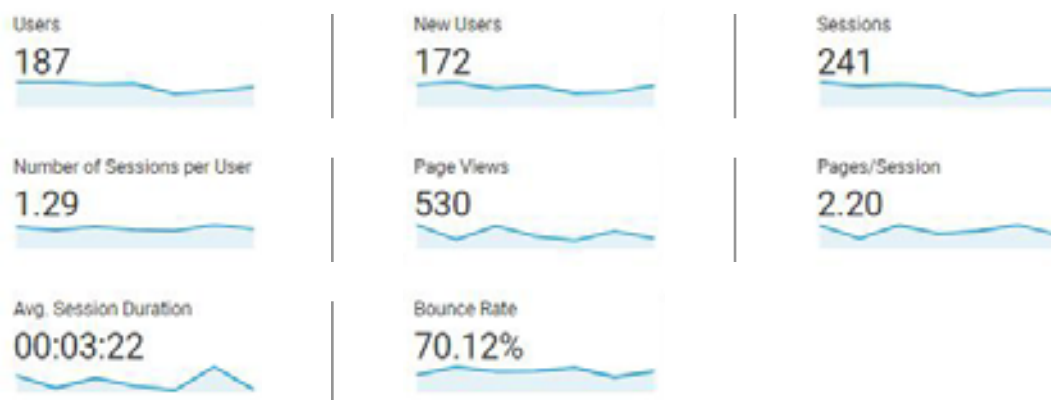 Users
187
New Users
172
Sessions
241
Number of Sessions per User
1.29
Page Views
530
Pages/Session
2.20
Avg. Session Duration
00:03:22
Bounce Rate
70.12%